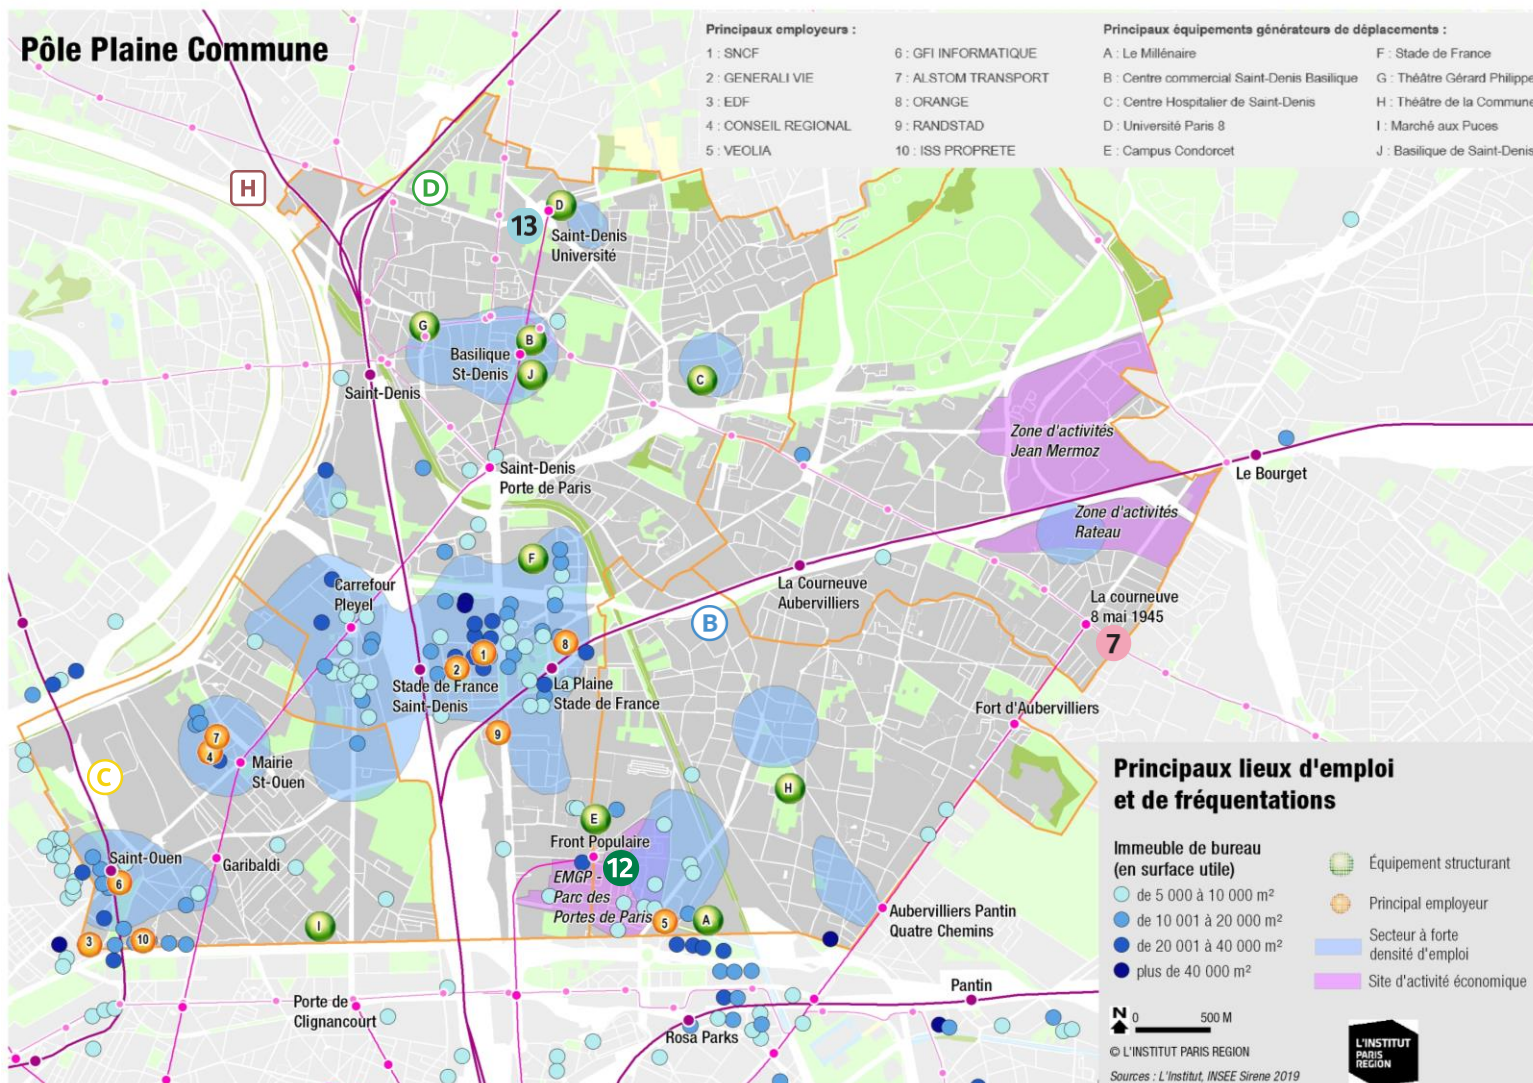 Pôle Plaine Commune
Principaux employeurs :
1 : SNCF
2 : GENERALI VIE
3 : EDF
4 : CONSEIL REGIONAL
5 : VEOLIA
6 : GFI INFORMATIQUE
7 : ALSTOM TRANSPORT
8 : ORANGE
9 : RANDSTAD
10 : ISS PROPRETE
Principaux équipements générateurs de déplacements :
A : Le Millénaire
B : Centre commercial Saint-Denis Basilique
C : Centre Hospitalier de Saint-Denis
D : Université Paris 8
E : Campus Condorcet
F : Stade de France
G : Théâtre Gérard Philippe
H : Théâtre de la Commune
I : Marché aux Puces
J : Basilique de Saint-Denis
H
D
D
13
Saint-Denis
Université
G
B
Basilique
St-Denis
J
C
Saint-Denis
Zone d'activités
Jean Mermoz
Le Bourget
Saint-Denis
Porte de Paris
Zone d'activités
Rateau
F
La Courneuve
Aubervilliers
Carrefour
Pleyel
La courneuve
8 mai 1945
B
7
8
1
2
Stade de France
Saint-Denis
La Plaine
Stade de France
Fort d'Aubervilliers
9
7
4
Mairie
St-Ouen
C
H
E
Front Populaire
12
EMGP -
Parc des
Portes de Paris
Saint-Ouen
Garibaldi
6
Aubervilliers Pantin
Quatre Chemins
5
A
I
3
10
Porte de
Clignancourt
Pantin
Rosa Parks
Principaux lieux d'emploi
et de fréquentations
Immeuble de bureau
(en surface utile)
de 5 000 à 10 000 m²
de 10 001 à 20 000 m²
de 20 001 à 40 000 m²
plus de 40 000 m²
Équipement structurant
Principal employeur
Secteur à forte
densité d'emploi
Site d'activité économique
N
0 500 M
© L'INSTITUT PARIS REGION
Sources : L'Institut, INSEE Sirene 2019
L'INSTITUT
PARIS
REGION